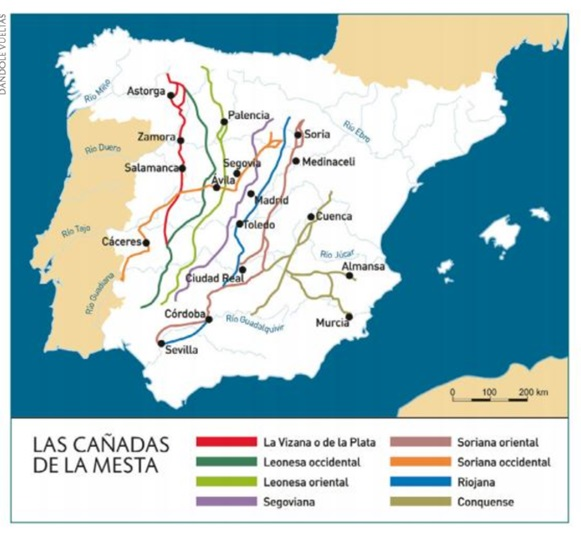 DÁNDOLE VUELTAS
Río Miño
Astorga
Palencia
Río Ebro
Zamora
Soria
Río Duero
Segovia
Medinaceli
Salamanca
Ávila
Madrid
Cuenca
Río Tajo
Toledo
Cáceres
Río Júcar
Almansa
Ciudad Real
Río Guadiana
Córdoba
Río Guadalquivir
Murcia
Sevilla
0 100 200 km
LAS CAÑADAS
DE LA MESTA
La Vizana o de la Plata
Leonesa occidental
Leonesa oriental
Segoviana
Soriana oriental
Soriana occidental
Riojana
Conquense